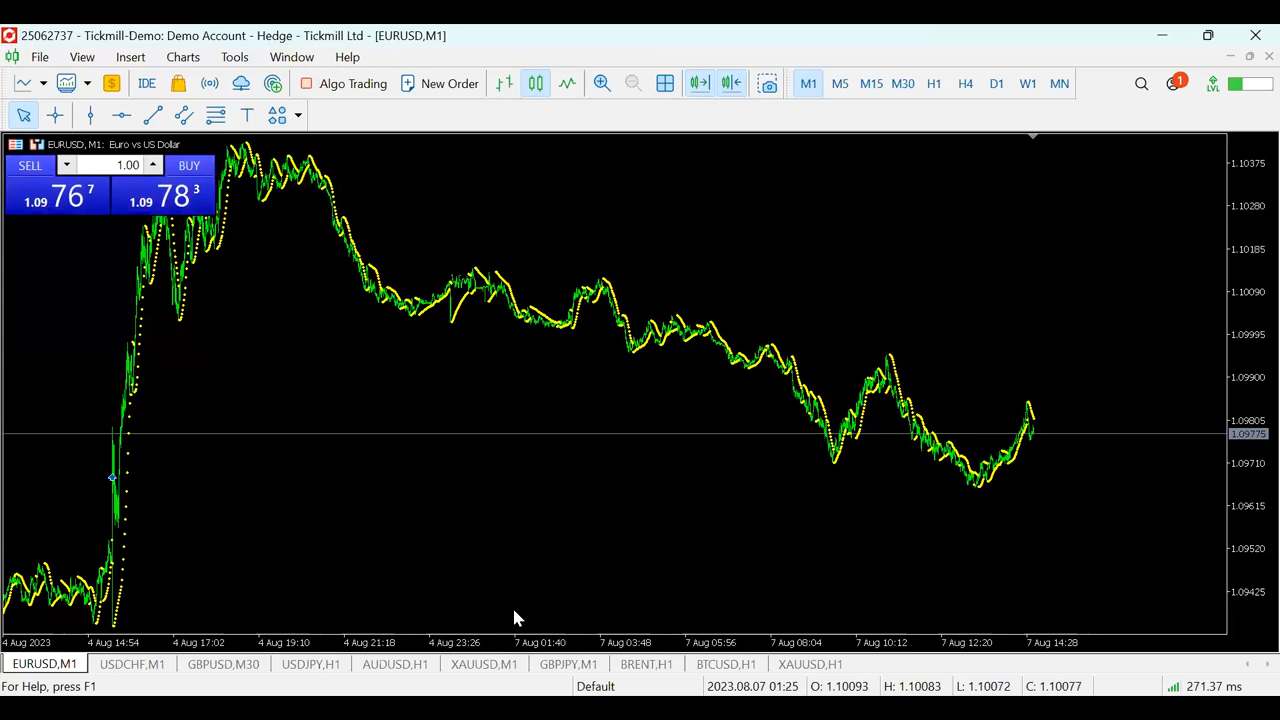 25062737 - Tickmill-Demo: Demo Account - Hedge - Tickmill Ltd - [EURUSD,M1]
File View Insert Charts Tools Window Help
IDE Algo Trading New Order M1 M5 M15 M30 H1 H4 D1 W1 MN 1 LVL
T
EURUSD, M1: Euro vs US Dollar
SELL 1.00 BUY
1.09 76 7 1.09 78 3
1.10375
1.10280
1.10185
1.10090
1.09995
1.09900
1.09805
1.09775
1.09710
1.09615
1.09520
1.09425
4 Aug 2023 4 Aug 14:54 4 Aug 17:02 4 Aug 19:10 4 Aug 21:18 4 Aug 23:26 7 Aug 01:40 7 Aug 03:48 7 Aug 05:56 7 Aug 08:04 7 Aug 10:12 7 Aug 12:20 7 Aug 14:28
EURUSD,M1 USDCHF,M1 GBPUSD,M30 USDJPY,H1 AUDUSD,H1 XAUUSD,M1 GBPJPY,M1 BRENT,H1 BTCUSD,H1 XAUUSD,H1
For Help, press F1 Default 2023.08.07 01:25 O: 1.10093 H: 1.10083 L: 1.10072 C: 1.10077 271.37 ms